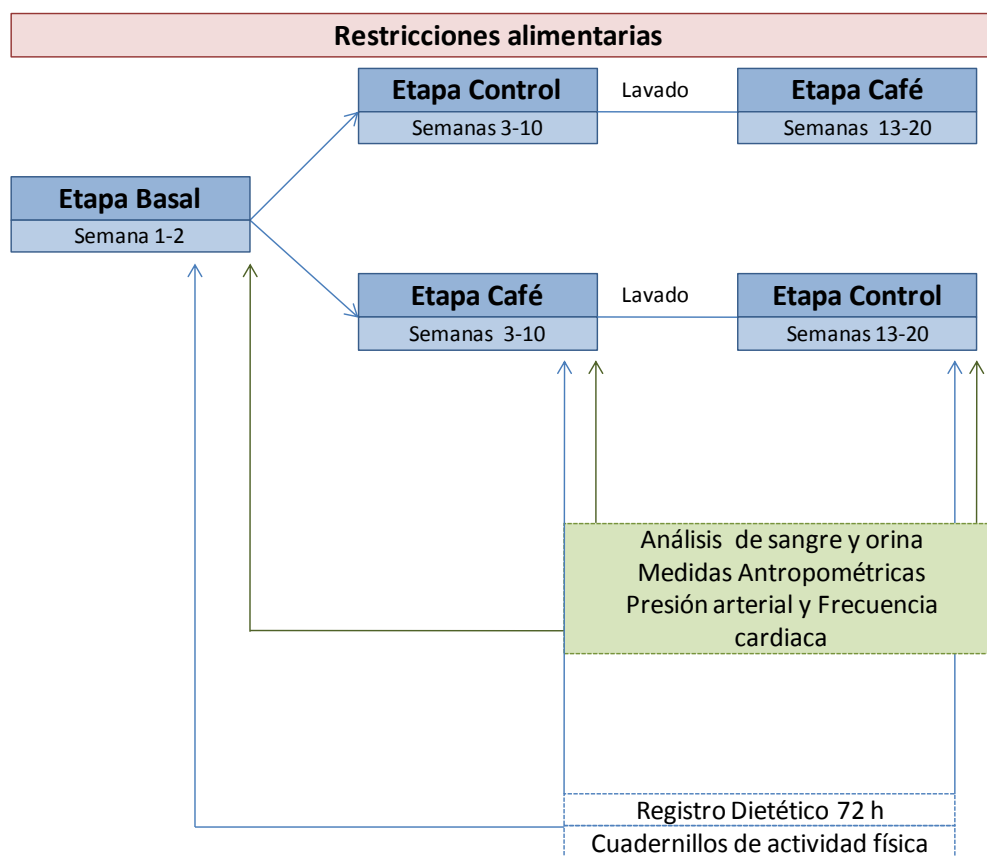 Restricciones alimentarias
Etapa Control
Semanas 3-10
Lavado
Etapa Café
Semanas 13-20
Etapa Basal
Semana 1-2
Etapa Café
Semanas 3-10
Lavado
Etapa Control
Semanas 13-20
Análisis de sangre y orina
Medidas Antropométricas
Presión arterial y Frecuencia
cardiaca
Registro Dietético 72 h
Cuadernillos de actividad física